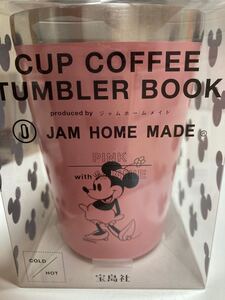 CUP COFFEE
TUMBLER BOOK
produced by ジャムホームメイド
JAM HOME MADE®
PINK
with
COLD
HOT
宝島社